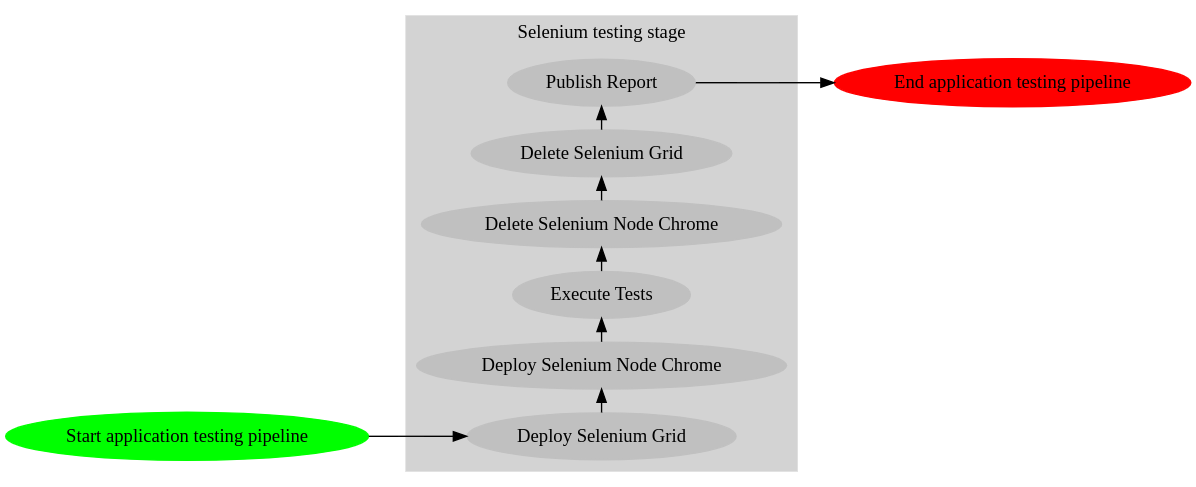 Selenium testing stage
Publish Report
End application testing pipeline
Delete Selenium Grid
Delete Selenium Node Chrome
Execute Tests
Deploy Selenium Node Chrome
Start application testing pipeline
Deploy Selenium Grid